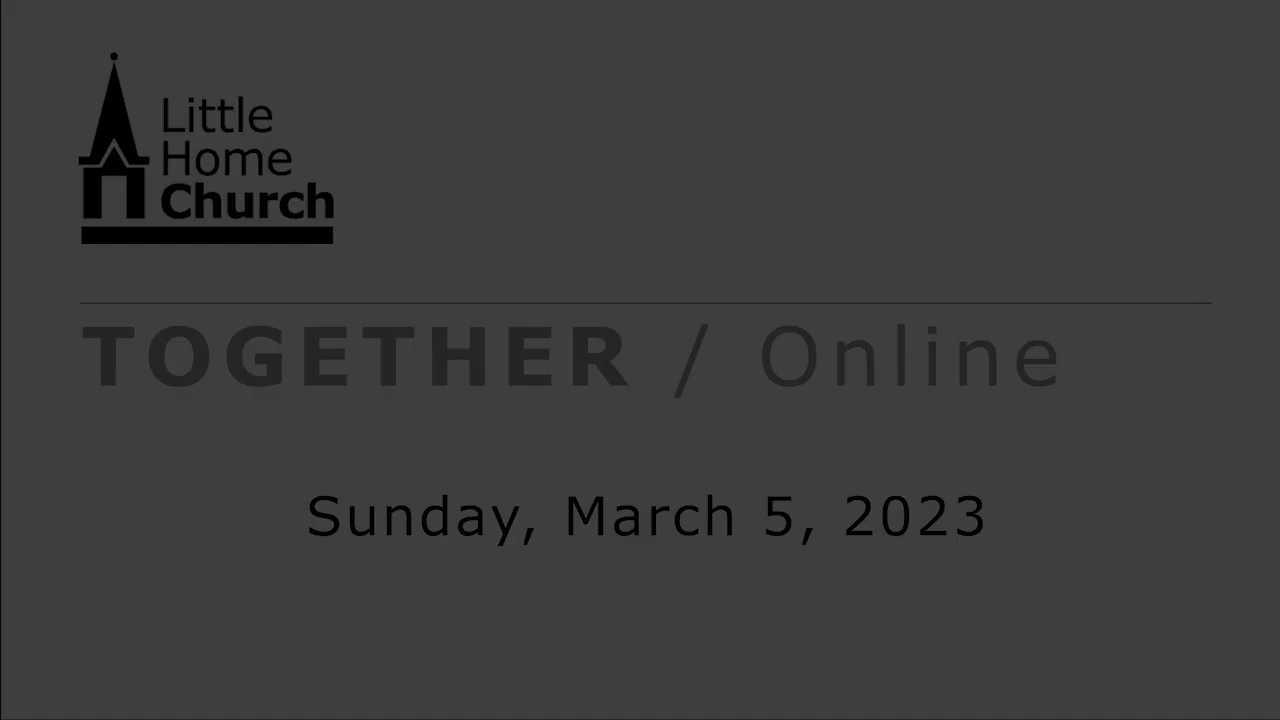 Little
Home
Church
TOGETHER / Online
Sunday, March 5, 2023